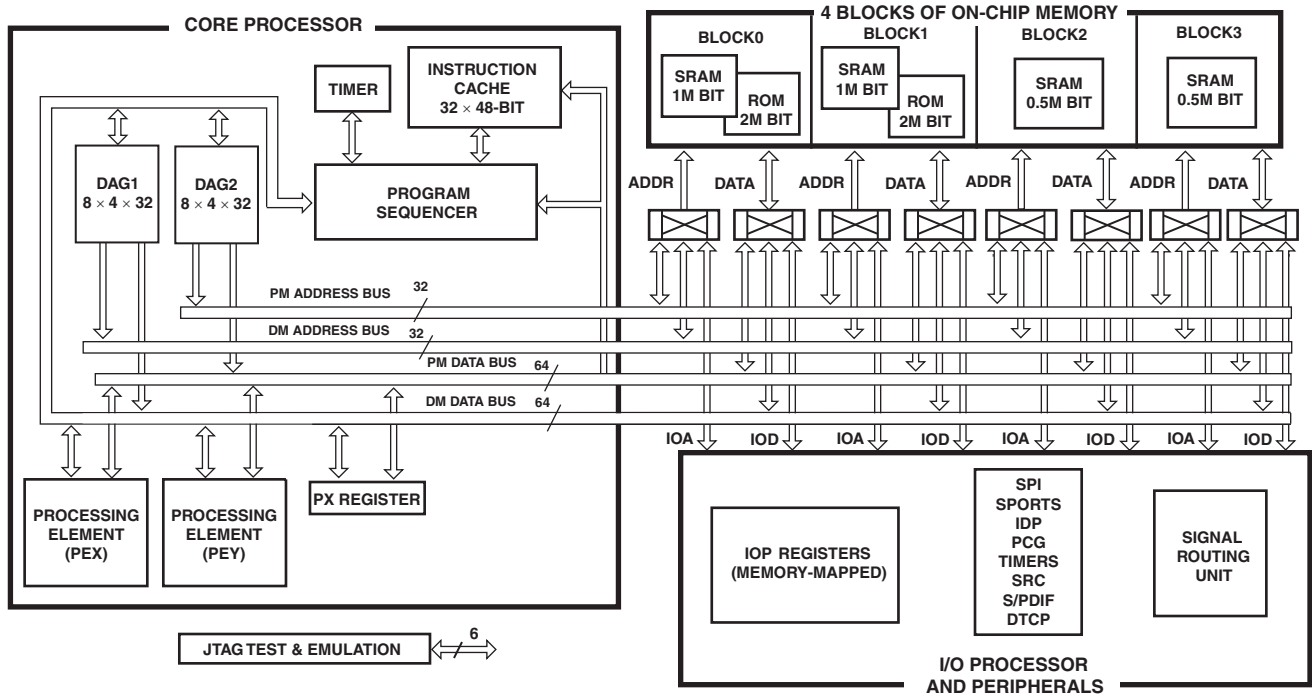 CORE PROCESSOR
TIMER
INSTRUCTION
CACHE
32 × 48-BIT
DAG1
8 × 4 × 32
DAG2
8 × 4 × 32
PROGRAM
SEQUENCER
PM ADDRESS BUS
32
DM ADDRESS BUS
32
PM DATA BUS
64
DM DATA BUS
64
PROCESSING
ELEMENT
(PEX)
PROCESSING
ELEMENT
(PEY)
PX REGISTER
JTAG TEST & EMULATION
6
4 BLOCKS OF ON-CHIP MEMORY
BLOCK0
SRAM
1M BIT
ROM
2M BIT
BLOCK1
SRAM
1M BIT
ROM
2M BIT
BLOCK2
SRAM
0.5M BIT
BLOCK3
SRAM
0.5M BIT
ADDR
DATA
ADDR
DATA
ADDR
DATA
ADDR
DATA
IOA
IOD
IOA
IOD
IOA
IOD
IOA
IOD
IOP REGISTERS
(MEMORY-MAPPED)
SPI
SPORTS
IDP
PCG
TIMERS
SRC
S/PDIF
DTCP
SIGNAL
ROUTING
UNIT
I/O PROCESSOR
AND PERIPHERALS